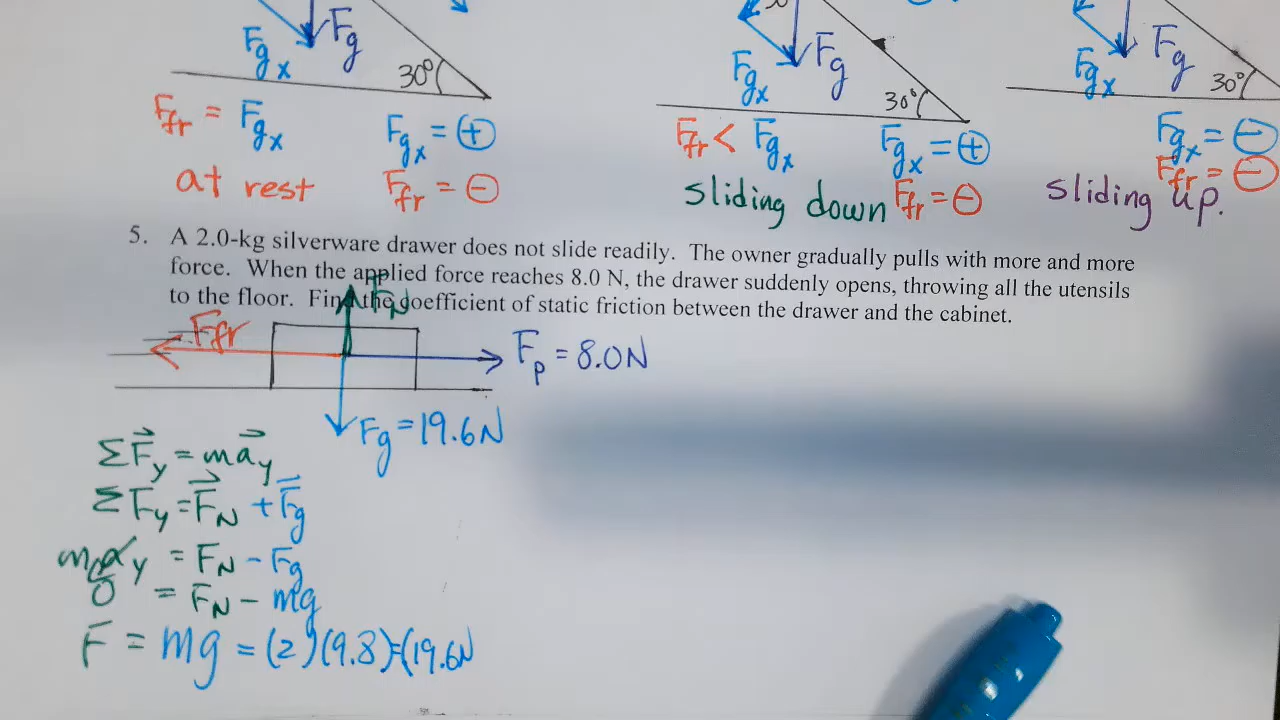 Fg
Fgx
30°
Ffr = Fgx
Fgx = ⊕
at rest
Ffr = ⊖
Fg
Fgx
30°
Ffr < Fgx
Fgx = ⊕
sliding down
Ffr = ⊖
Fg
Fgx
30°
Fgx = ⊖
Ffr = ⊖
sliding up.
5. A 2.0-kg silverware drawer does not slide readily. The owner gradually pulls with more and more
force. When the applied force reaches 8.0 N, the drawer suddenly opens, throwing all the utensils
to the floor. Find the coefficient of static friction between the drawer and the cabinet.
FN
Ffr
Fp = 8.0N
Fg = 19.6N
ΣF⃗y = ma⃗y
ΣFy = F⃗N + F⃗g
may = FN - Fg
0 = FN - mg
F = mg = (2)(9.8)=(19.6N